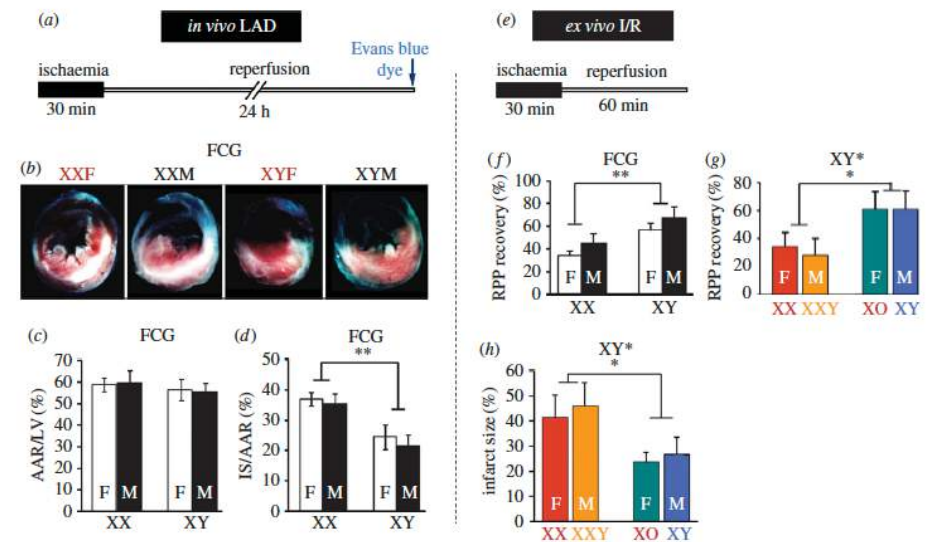 (a)
in vivo LAD
Evans blue
dye
ischaemia
reperfusion
30 min
24 h
(b)
FCG
XXF
XXM
XYF
XYM
(c)
FCG
AAR/LV (%)
70
60
50
40
30
20
10
0
F
M
F
M
XX
XY
(d)
FCG
**
IS/AAR (%)
50
40
30
20
10
0
F
M
F
M
XX
XY
(e)
ex vivo I/R
ischaemia
reperfusion
30 min
60 min
(f)
FCG
**
RPP recovery (%)
100
80
60
40
20
0
F
M
F
M
XX
XY
(g)
XY*
*
RPP recovery (%)
80
60
40
20
0
F
M
F
M
XX
XXY
XO
XY
(h)
XY*
*
infarct size (%)
60
50
40
30
20
10
0
F
M
F
M
XX
XXY
XO
XY